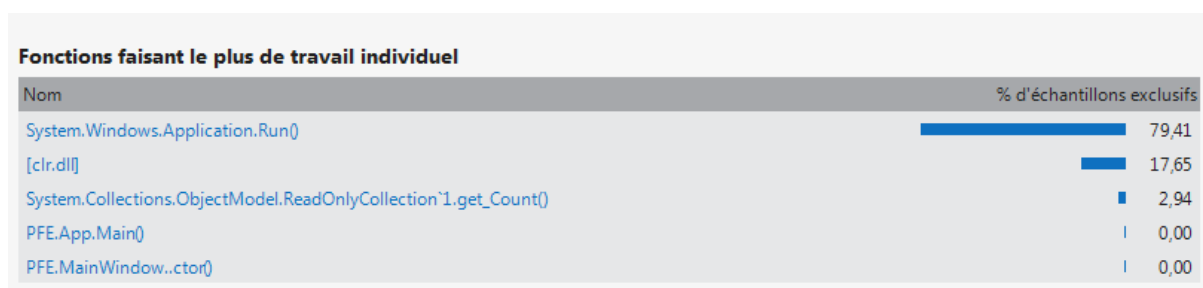 Fonctions faisant le plus de travail individuel
Nom % d'échantillons exclusifs
System.Windows.Application.Run() 79,41
[clr.dll] 17,65
System.Collections.ObjectModel.ReadOnlyCollection`1.get_Count() 2,94
PFE.App.Main() 0,00
PFE.MainWindow..ctor() 0,00